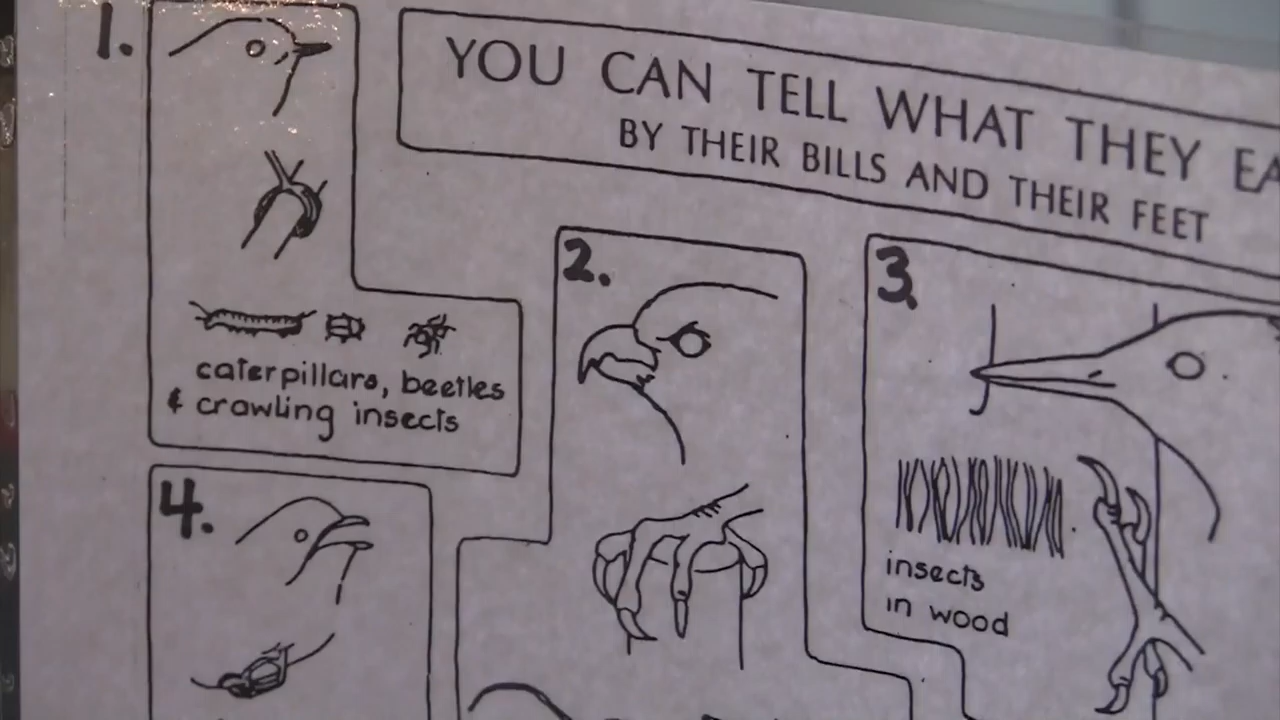 1.
YOU CAN TELL WHAT THEY EA
BY THEIR BILLS AND THEIR FEET
2.
3.
caterpillars, beetles
& crawling insects
4.
insects
in wood